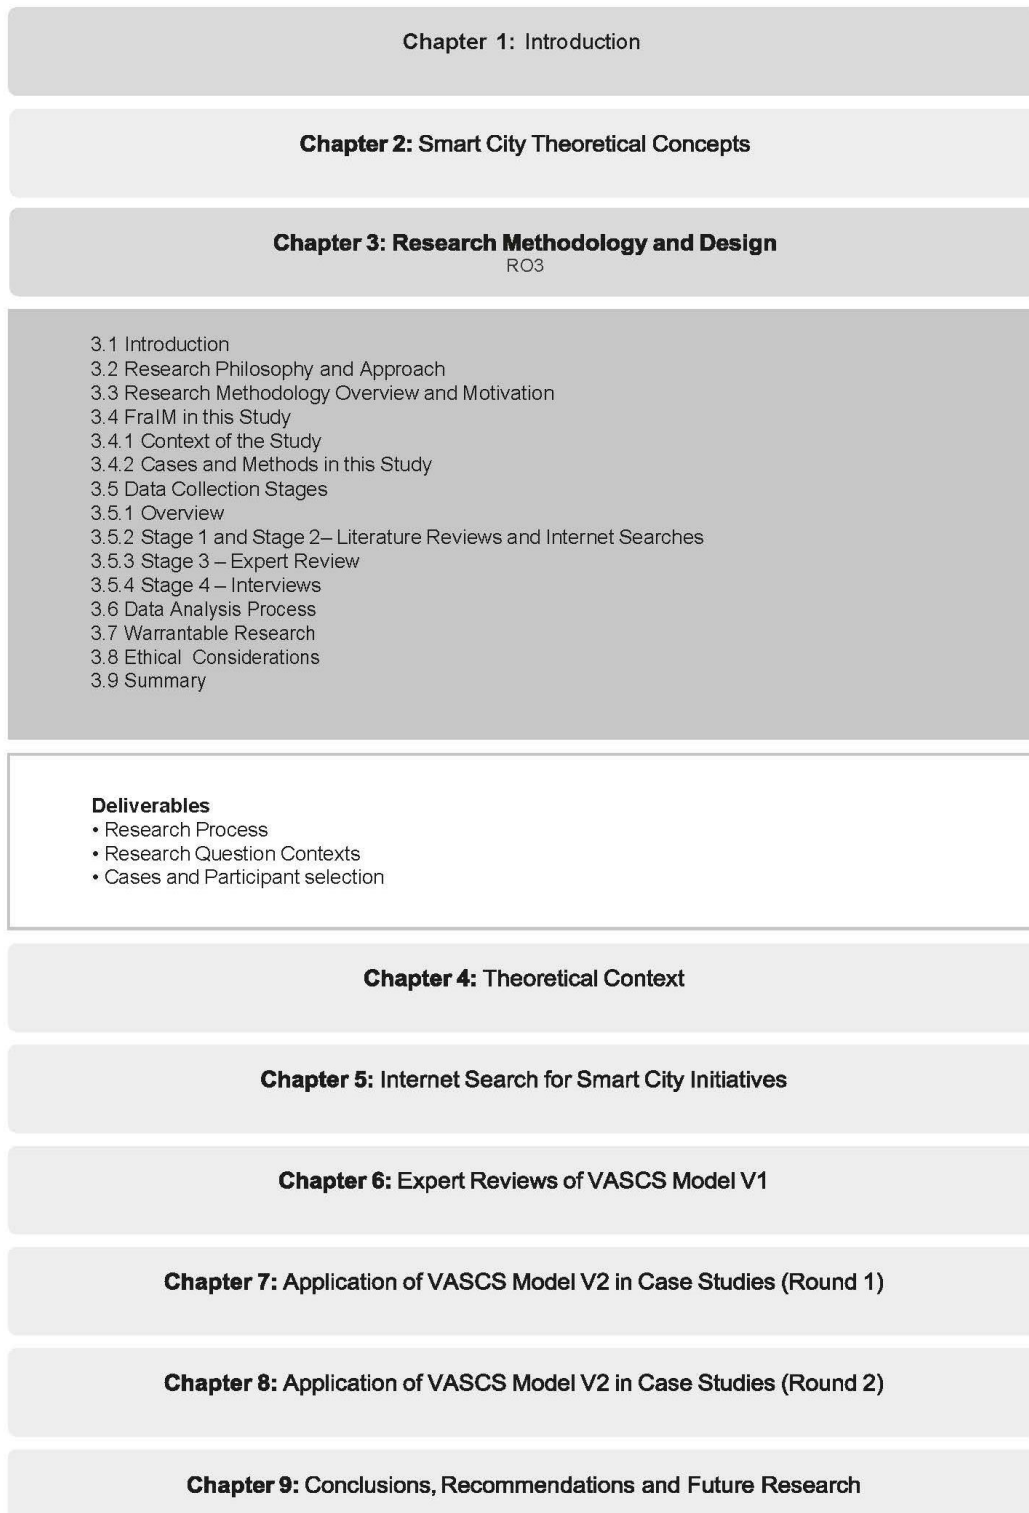 Chapter 1: Introduction
Chapter 2: Smart City Theoretical Concepts
Chapter 3: Research Methodology and Design
RO3
3.1 Introduction
3.2 Research Philosophy and Approach
3.3 Research Methodology Overview and Motivation
3.4 FraIM in this Study
3.4.1 Context of the Study
3.4.2 Cases and Methods in this Study
3.5 Data Collection Stages
3.5.1 Overview
3.5.2 Stage 1 and Stage 2– Literature Reviews and Internet Searches
3.5.3 Stage 3 – Expert Review
3.5.4 Stage 4 – Interviews
3.6 Data Analysis Process
3.7 Warrantable Research
3.8 Ethical Considerations
3.9 Summary
Deliverables
• Research Process
• Research Question Contexts
• Cases and Participant selection
Chapter 4: Theoretical Context
Chapter 5: Internet Search for Smart City Initiatives
Chapter 6: Expert Reviews of VASCS Model V1
Chapter 7: Application of VASCS Model V2 in Case Studies (Round 1)
Chapter 8: Application of VASCS Model V2 in Case Studies (Round 2)
Chapter 9: Conclusions, Recommendations and Future Research